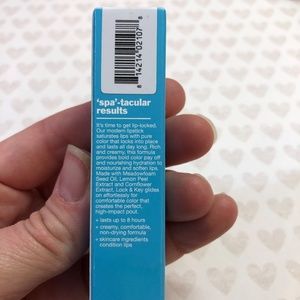 814214021078
'spa'-tacular
results
It's time to get lip-locked.
Our modern lipstick
saturates lips with pure
color that locks into place
and lasts all day long. Rich
and creamy, this formula
provides bold color pay off
and nourishing hydration to
moisturize and soften lips.
Made with Meadowfoam
Seed Oil, Lemon Peel
Extract and Cornflower
Extract, Lock & Key glides
on effortlessly for
comfortable color that
creates the perfect,
high-impact pout.
+ lasts up to 8 hours
+ creamy, comfortable,
non-drying formula
+ skincare ingredients
condition lips